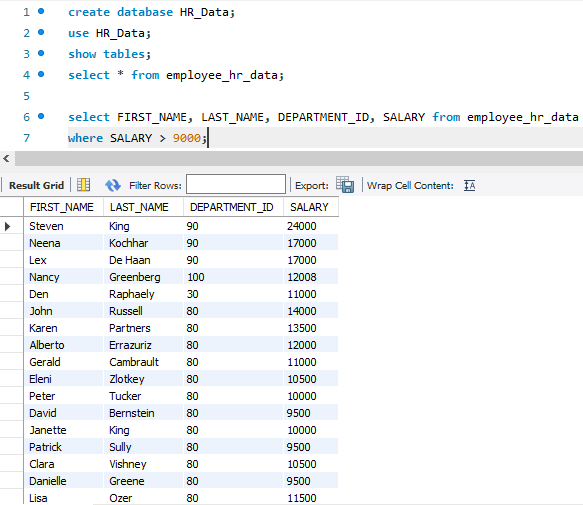 1 create database HR_Data;
2 use HR_Data;
3 show tables;
4 select * from employee_hr_data;
5
6 select FIRST_NAME, LAST_NAME, DEPARTMENT_ID, SALARY from employee_hr_data
7 where SALARY > 9000;
Result Grid Filter Rows: Export: Wrap Cell Content: IA
FIRST_NAME LAST_NAME DEPARTMENT_ID SALARY
Steven King 90 24000
Neena Kochhar 90 17000
Lex De Haan 90 17000
Nancy Greenberg 100 12008
Den Raphaely 30 11000
John Russell 80 14000
Karen Partners 80 13500
Alberto Errazuriz 80 12000
Gerald Cambrault 80 11000
Eleni Zlotkey 80 10500
Peter Tucker 80 10000
David Bernstein 80 9500
Janette King 80 10000
Patrick Sully 80 9500
Clara Vishney 80 10500
Danielle Greene 80 9500
Lisa Ozer 80 11500